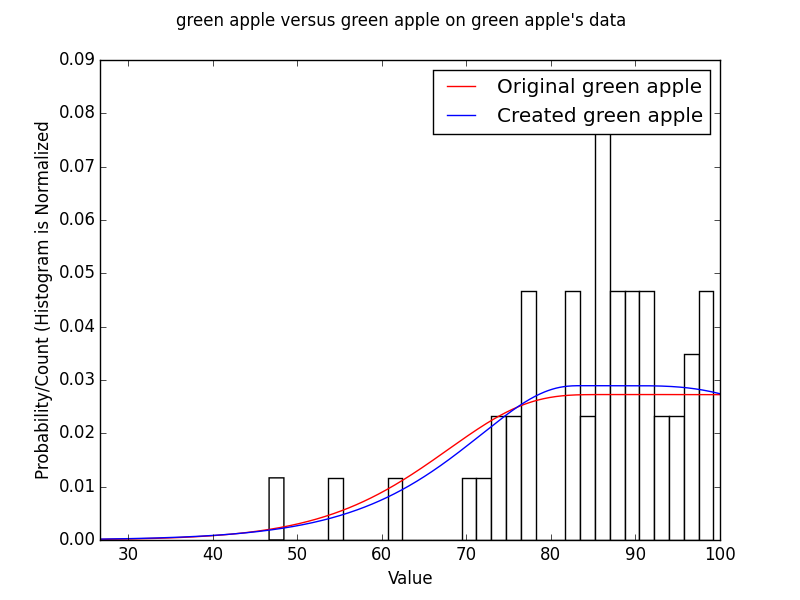 green apple versus green apple on green apple's data
Original green apple
Created green apple
Probability/Count (Histogram is Normalized
0.09
0.08
0.07
0.06
0.05
0.04
0.03
0.02
0.01
0.00
30 40 50 60 70 80 90 100
Value